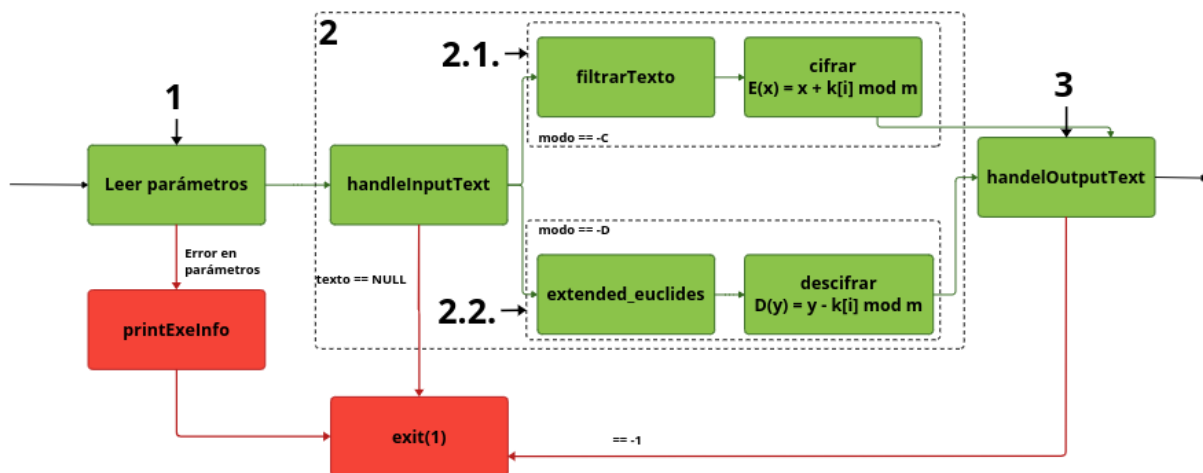 2
2.1.
filtrarTexto
cifrar
E(x) = x + k[i] mod m
modo == -C
1
3
Leer parámetros
handleInputText
handelOutputText
Error en
parámetros
texto == NULL
modo == -D
2.2.
extended_euclides
descifrar
D(y) = y - k[i] mod m
printExeInfo
exit(1)
== -1